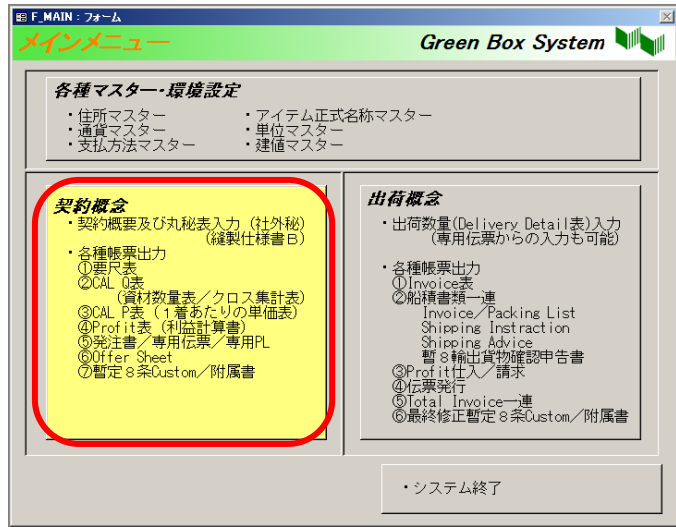 F_MAIN : フォーム
メインメニュー
Green Box System
各種マスター・環境設定
・住所マスター ・アイテム正式名称マスター
・通貨マスター ・単位マスター
・支払方法マスター ・建値マスター
契約概念
・契約概要及び丸秘表入力（社外秘）
（縫製仕様書Ｂ）
・各種帳票出力
①要尺表
②CAL Q表
（資材数量表／クロス集計表）
③CAL P表（１着あたりの単価表）
④Profit表（利益計算書）
⑤発注書／専用伝票／専用PL
⑥Offer Sheet
⑦暫定８条Custom／附属書
出荷概念
・出荷数量(Delivery Detail表)入力
（専用伝票からの入力も可能）
・各種帳票出力
①Invoice表
②船積書類一連
Invoice／Packing List
Shipping Instraction
Shipping Advice
暫８輸出貨物確認申告書
③Profit仕入／請求
④伝票発行
⑤Total Invoice一連
⑥最終修正暫定８条Custom／附属書
・システム終了